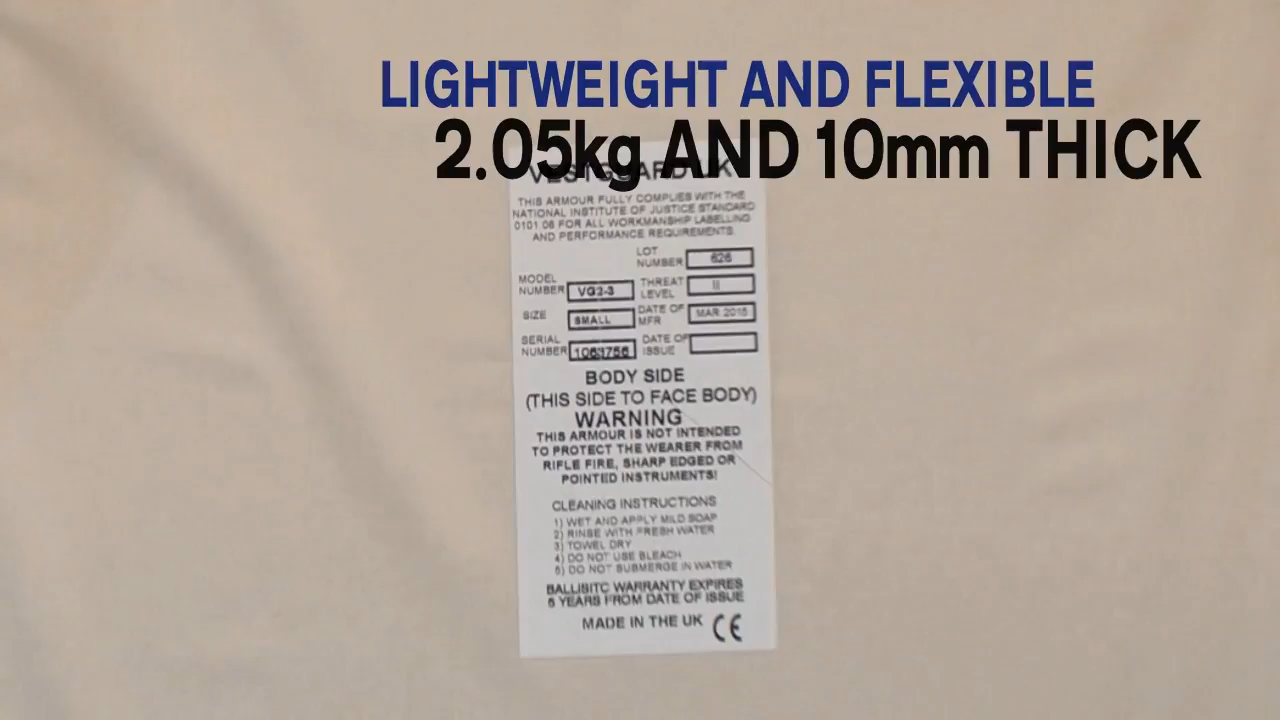 LIGHTWEIGHT AND FLEXIBLE
2.05kg AND 10mm THICK
VESTGUARD UK
THIS ARMOUR FULLY COMPLIES WITH THE
NATIONAL INSTITUTE OF JUSTICE STANDARD
0101.06 FOR ALL WORKMANSHIP LABELLING
AND PERFORMANCE REQUIREMENTS.
LOT NUMBER 626
MODEL NUMBER VG2-3
THREAT LEVEL II
SIZE SMALL
DATE OF MFR MAR 2015
SERIAL NUMBER 1063756
DATE OF ISSUE
BODY SIDE
(THIS SIDE TO FACE BODY)
WARNING
THIS ARMOUR IS NOT INTENDED
TO PROTECT THE WEARER FROM
RIFLE FIRE, SHARP EDGED OR
POINTED INSTRUMENTS!
CLEANING INSTRUCTIONS
1) WET AND APPLY MILD SOAP
2) RINSE WITH FRESH WATER
3) TOWEL DRY
4) DO NOT USE BLEACH
5) DO NOT SUBMERGE IN WATER
BALLISITC WARRANTY EXPIRES
5 YEARS FROM DATE OF ISSUE
MADE IN THE UK CE